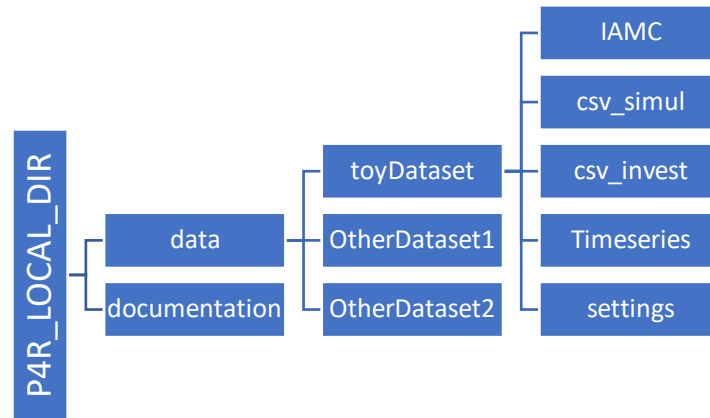 P4R_LOCAL_DIR
data
documentation
toyDataset
OtherDataset1
OtherDataset2
IAMC
csv_simul
csv_invest
Timeseries
settings